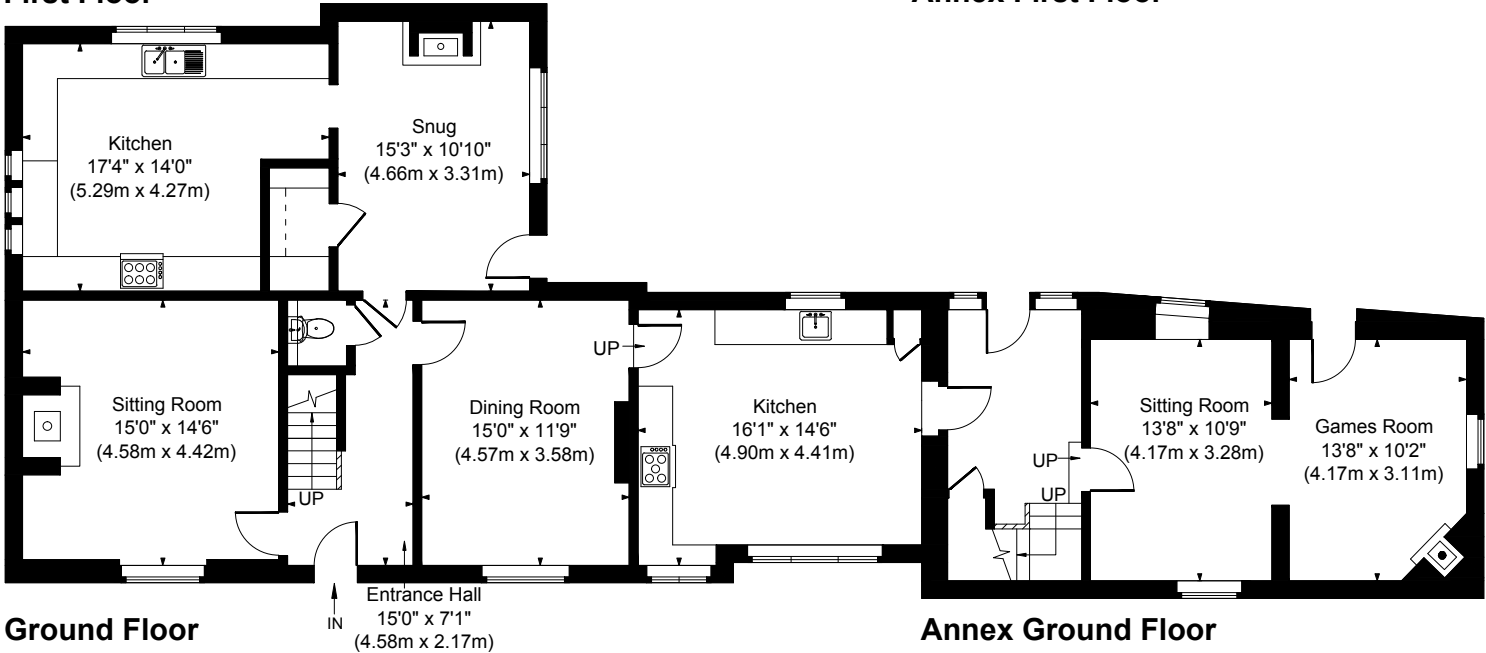 First Floor
Annex First Floor
Kitchen
17'4" x 14'0"
(5.29m x 4.27m)
Snug
15'3" x 10'10"
(4.66m x 3.31m)
Sitting Room
15'0" x 14'6"
(4.58m x 4.42m)
UP
Dining Room
15'0" x 11'9"
(4.57m x 3.58m)
UP
Kitchen
16'1" x 14'6"
(4.90m x 4.41m)
UP
UP
Sitting Room
13'8" x 10'9"
(4.17m x 3.28m)
Games Room
13'8" x 10'2"
(4.17m x 3.11m)
IN
Entrance Hall
15'0" x 7'1"
(4.58m x 2.17m)
Ground Floor
Annex Ground Floor